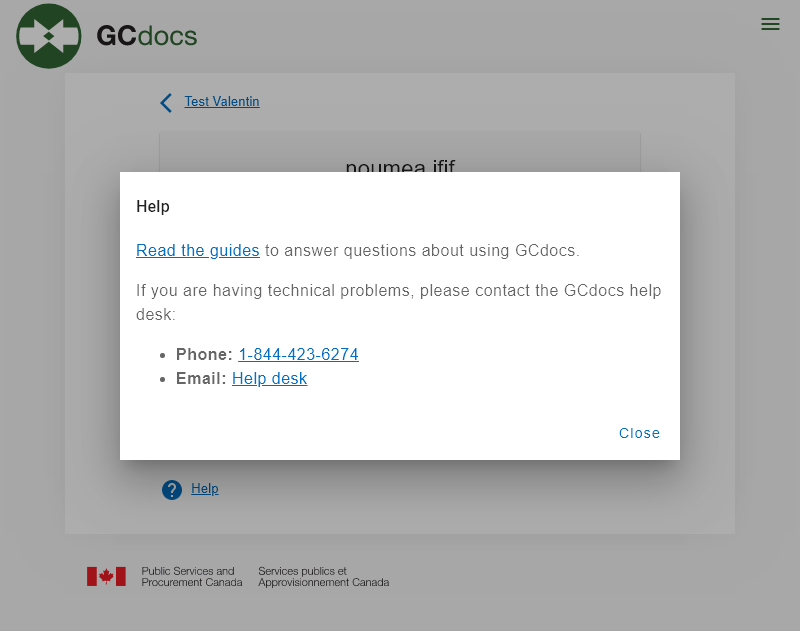 GCdocs
Test Valentin
noumea ifif
Help
Read the guides to answer questions about using GCdocs.
If you are having technical problems, please contact the GCdocs help
desk:
Phone: 1-844-423-6274
Email: Help desk
Close
Help
Public Services and
Procurement Canada
Services publics et
Approvisionnement Canada